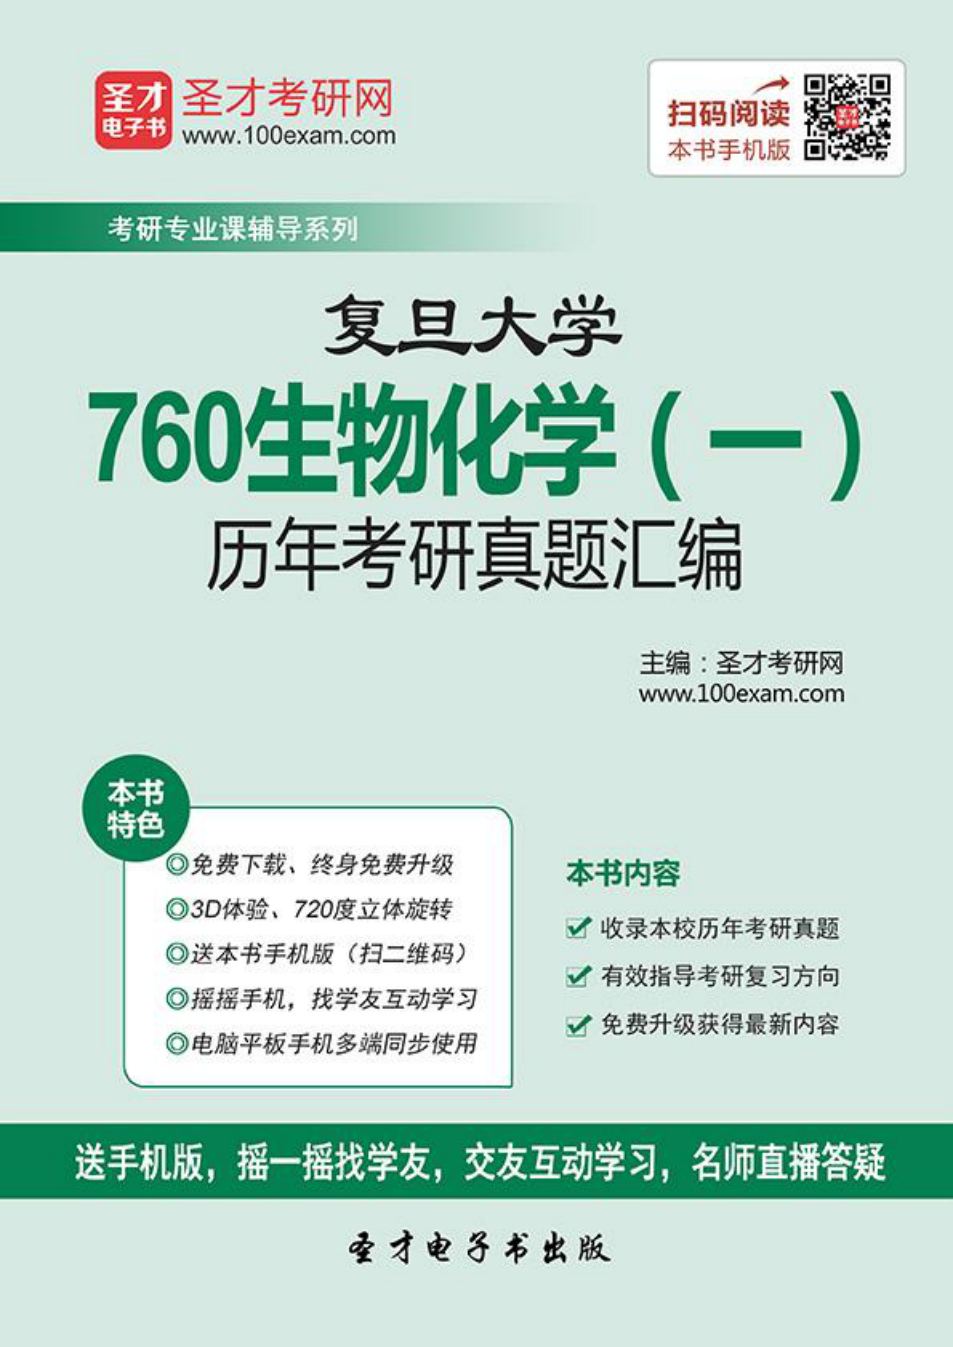 圣才
电子书
圣才考研网
www.100exam.com
扫码阅读
本书手机版
圣才
考研专业课辅导系列
复旦大学
760生物化学（一）
历年考研真题汇编
主编：圣才考研网
www.100exam.com
本书
特色
◎免费下载、终身免费升级
◎3D体验、720度立体旋转
◎送本书手机版（扫二维码）
◎摇摇手机，找学友互动学习
◎电脑平板手机多端同步使用
本书内容
收录本校历年考研真题
有效指导考研复习方向
免费升级获得最新内容
送手机版，摇一摇找学友，交友互动学习，名师直播答疑
圣才电子书出版